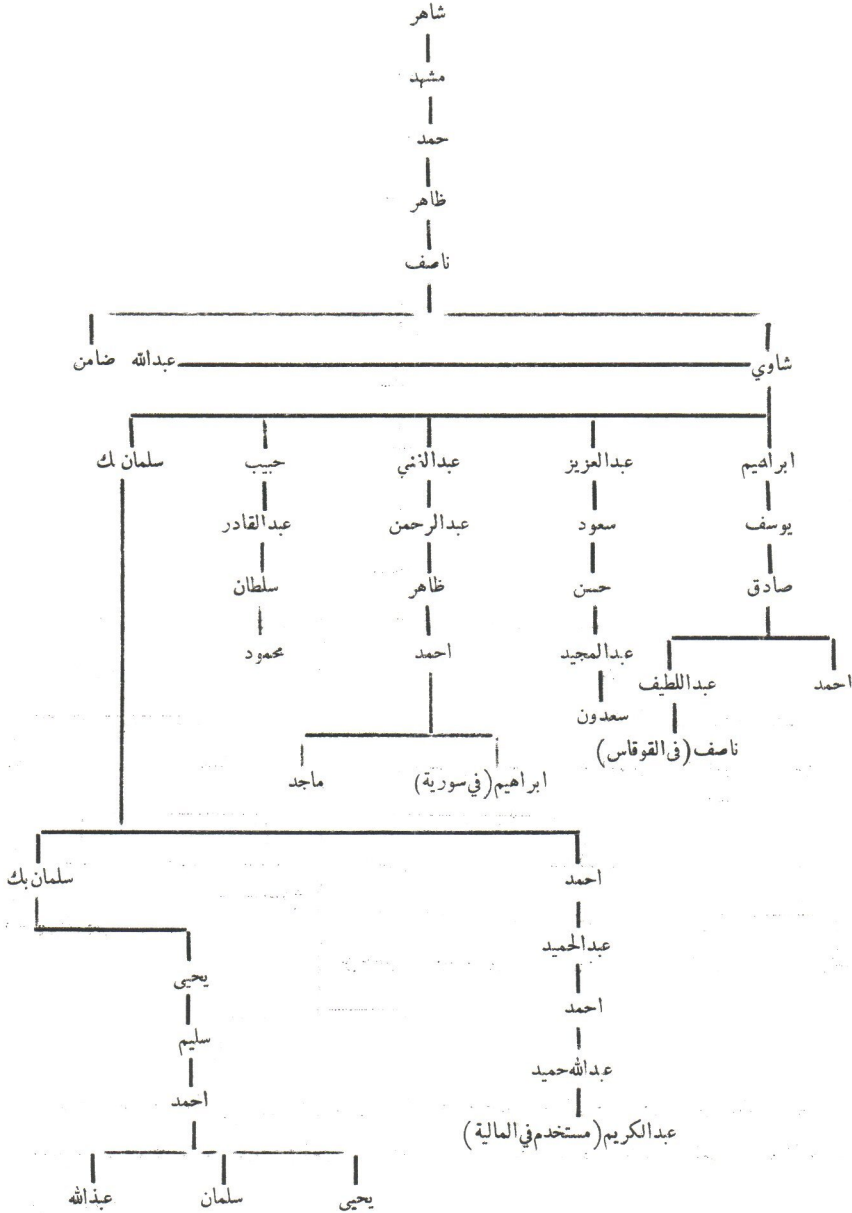 شاهر
مشهد
حمد
ظاهر
ناصف
شاوي عبدالله ضامن
ابراهيم عبدالعزيز عبدالغني حبيب سلمان بك
يوسف سعود عبدالرحمن عبدالقادر
صادق حسن ظاهر سلطان
عبدالمجيد احمد محمود
احمد عبداللطيف
سعدون
ناصف (في القوقاس)
ابراهيم (في سورية) ماجد
احمد سلمان بك
عبدالحميد
يحيى
احمد
سليم
عبدالله حميد
احمد
عبدالكريم (مستخدم في المالية)
يحيى سلمان عبدالله